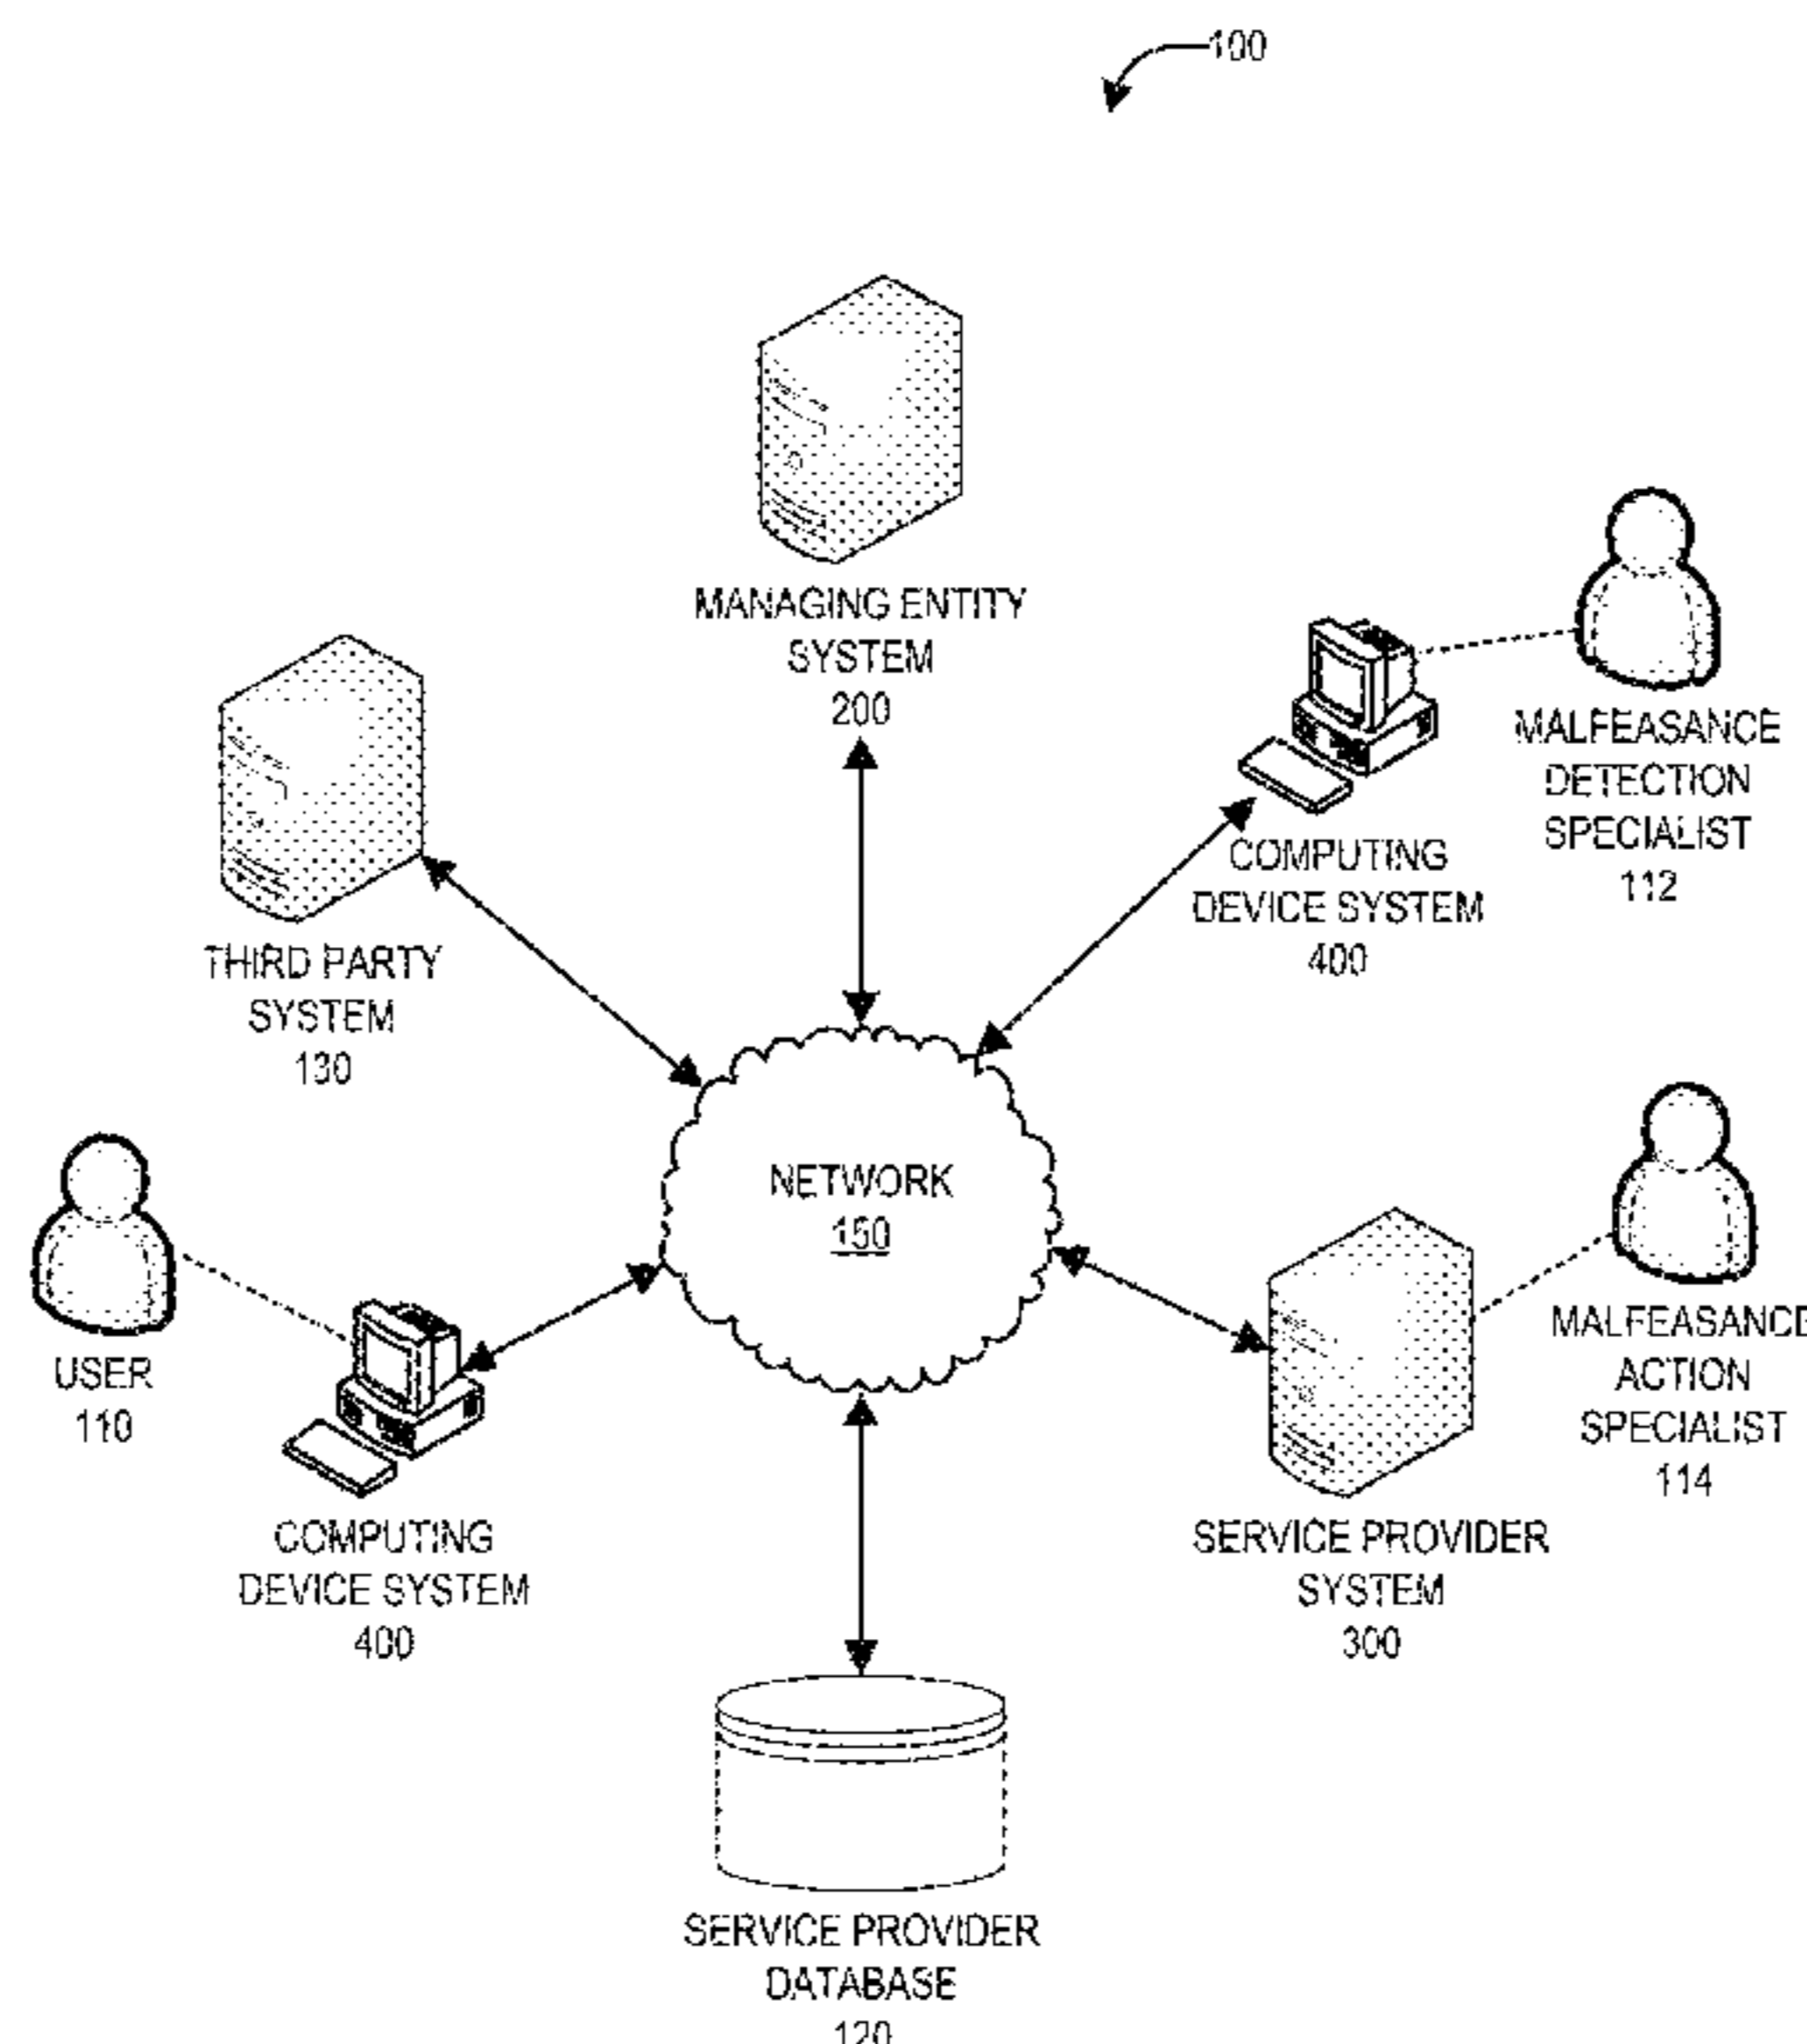 100
MANAGING ENTITY
SYSTEM
200
MALFEASANCE
DETECTION
SPECIALIST
112
COMPUTING
DEVICE SYSTEM
400
THIRD PARTY
SYSTEM
130
NETWORK
150
USER
110
COMPUTING
DEVICE SYSTEM
400
MALFEASANCE
ACTION
SPECIALIST
114
SERVICE PROVIDER
SYSTEM
300
SERVICE PROVIDER
DATABASE
120